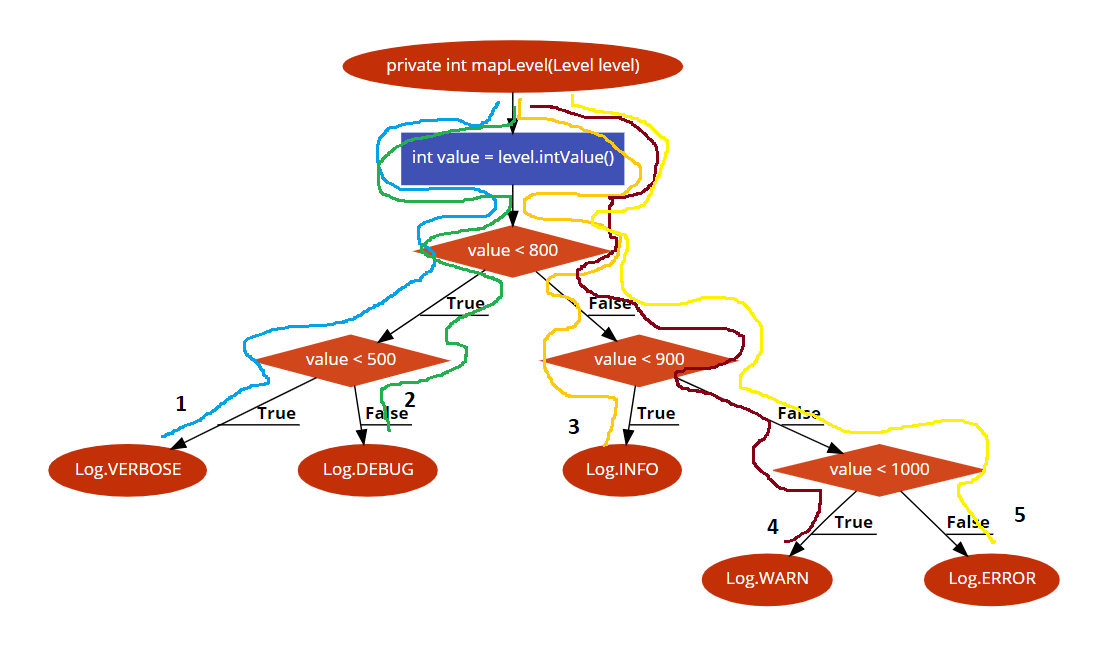 private int mapLevel(Level level)
int value = level.intValue()
value < 800
True
False
value < 500
value < 900
1
True
2
False
3
True
False
Log.VERBOSE
Log.DEBUG
Log.INFO
value < 1000
4
True
False
5
Log.WARN
Log.ERROR